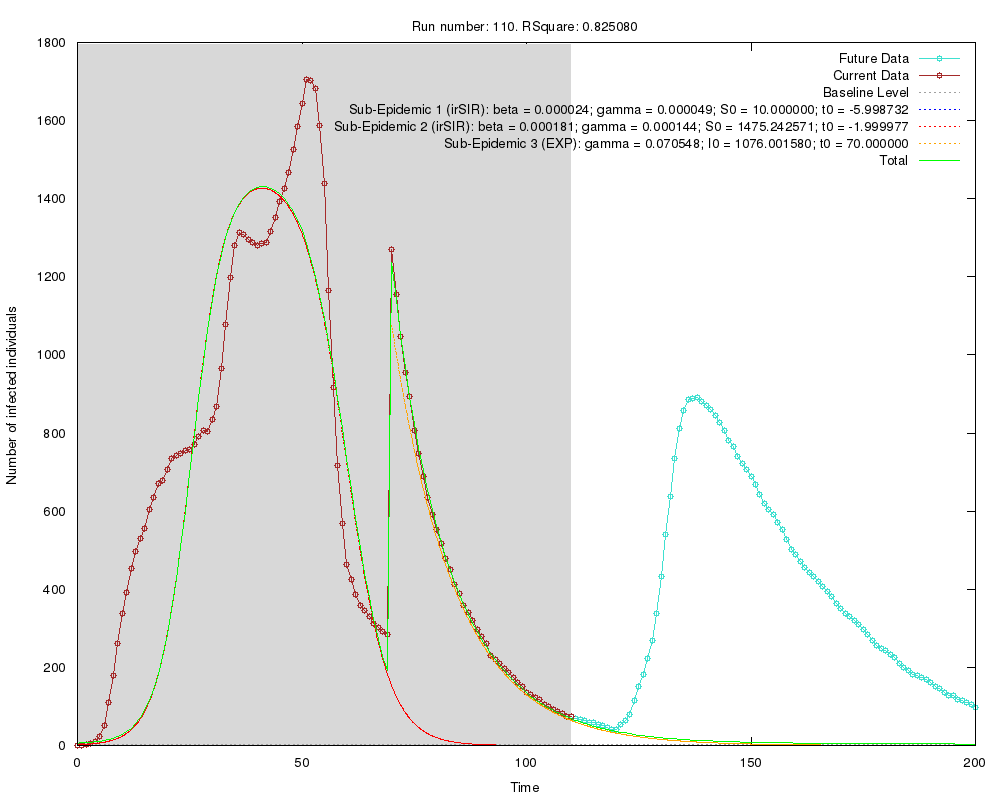 Run number: 110. RSquare: 0.825080
1800
1600
1400
1200
1000
800
600
400
200
0
Number of infected individuals
Future Data
Current Data
Baseline Level
Sub-Epidemic 1 (irSIR): beta = 0.000024; gamma = 0.000049; S0 = 10.000000; t0 = -5.998732
Sub-Epidemic 2 (irSIR): beta = 0.000181; gamma = 0.000144; S0 = 1475.242571; t0 = -1.999977
Sub-Epidemic 3 (EXP): gamma = 0.070548; I0 = 1076.001580; t0 = 70.000000
Total
0 50 100 150 200
Time